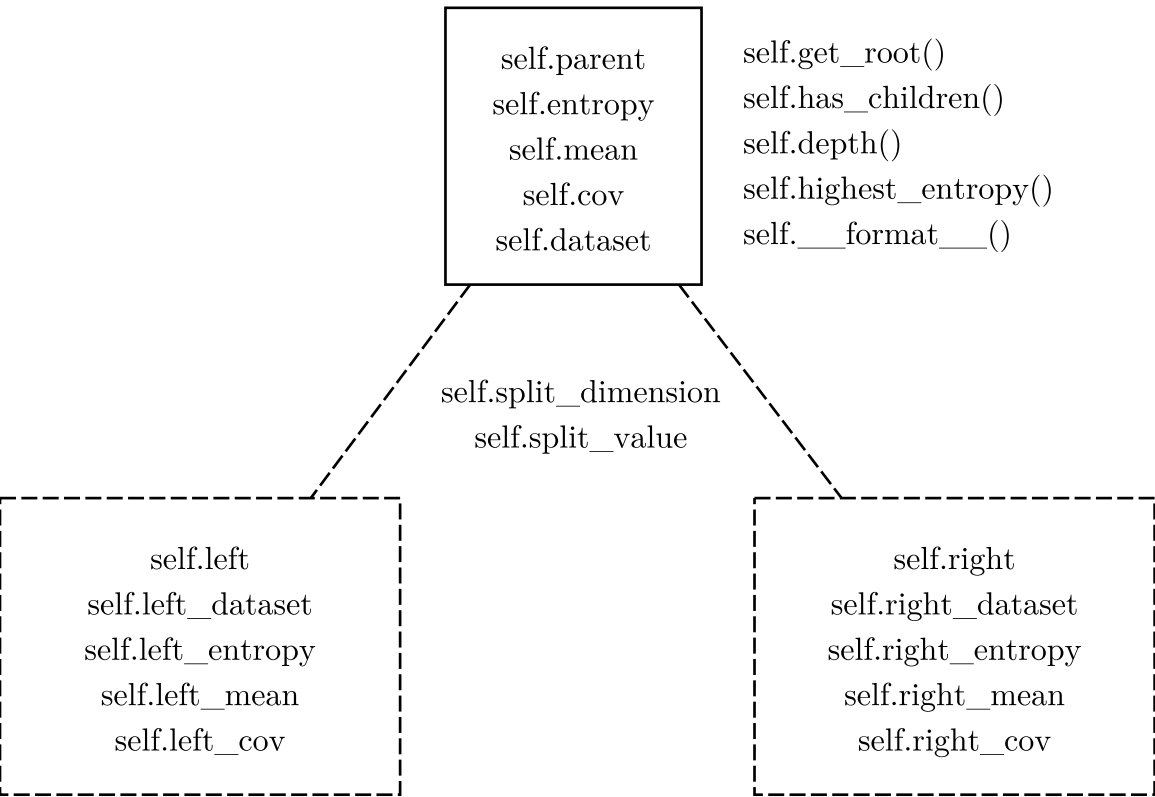 self.parent
self.entropy
self.mean
self.cov
self.dataset
self.get_root()
self.has_children()
self.depth()
self.highest_entropy()
self.__format__()
self.split_dimension
self.split_value
self.left
self.left_dataset
self.left_entropy
self.left_mean
self.left_cov
self.right
self.right_dataset
self.right_entropy
self.right_mean
self.right_cov